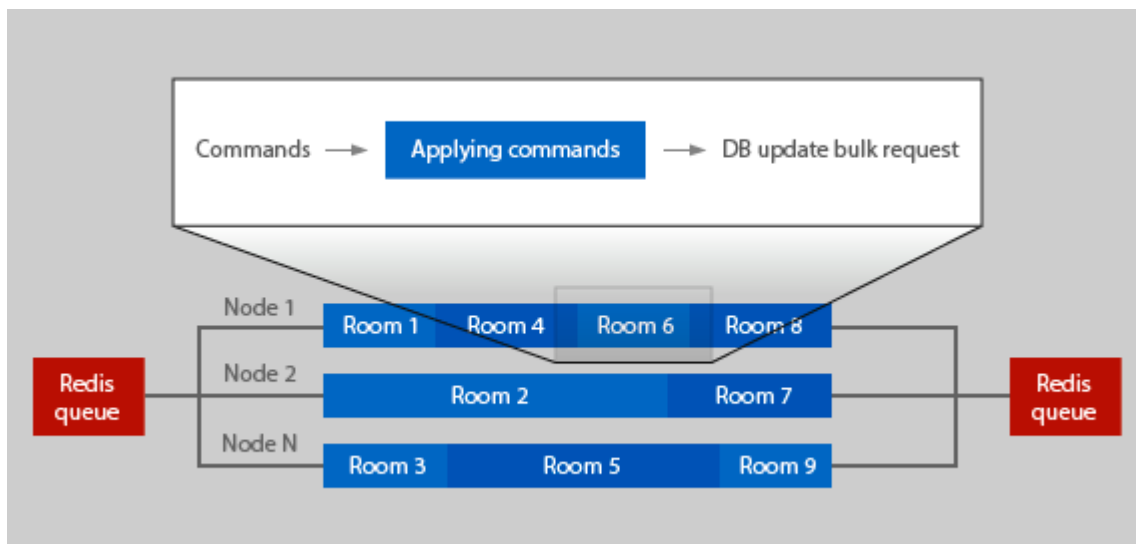 Commands
Applying commands
DB update bulk request
Node 1
Room 1
Room 4
Room 6
Room 8
Redis
queue
Node 2
Room 2
Room 7
Redis
queue
Node N
Room 3
Room 5
Room 9